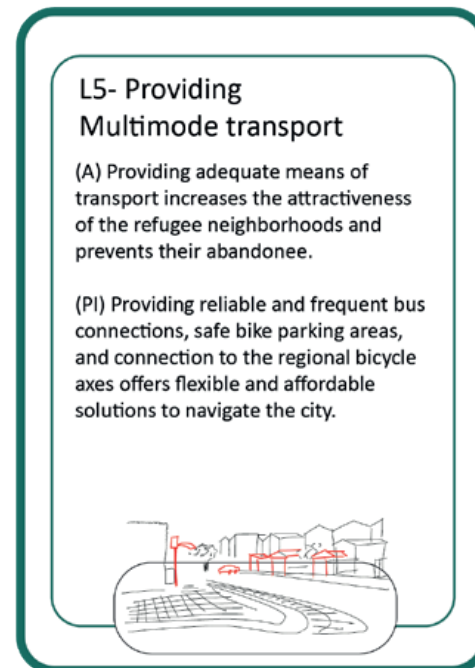 L5- Providing
Multimode transport
(A) Providing adequate means of
transport increases the attractiveness
of the refugee neighborhoods and
prevents their abandonee.
(PI) Providing reliable and frequent bus
connections, safe bike parking areas,
and connection to the regional bicycle
axes offers flexible and affordable
solutions to navigate the city.